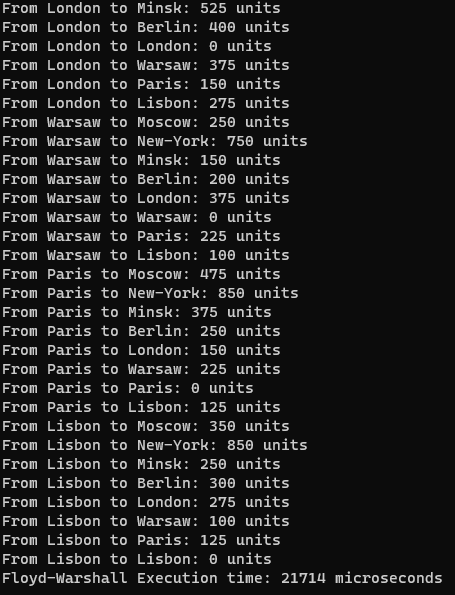 From London to Minsk: 525 units
From London to Berlin: 400 units
From London to London: 0 units
From London to Warsaw: 375 units
From London to Paris: 150 units
From London to Lisbon: 275 units
From Warsaw to Moscow: 250 units
From Warsaw to New-York: 750 units
From Warsaw to Minsk: 150 units
From Warsaw to Berlin: 200 units
From Warsaw to London: 375 units
From Warsaw to Warsaw: 0 units
From Warsaw to Paris: 225 units
From Warsaw to Lisbon: 100 units
From Paris to Moscow: 475 units
From Paris to New-York: 850 units
From Paris to Minsk: 375 units
From Paris to Berlin: 250 units
From Paris to London: 150 units
From Paris to Warsaw: 225 units
From Paris to Paris: 0 units
From Paris to Lisbon: 125 units
From Lisbon to Moscow: 350 units
From Lisbon to New-York: 850 units
From Lisbon to Minsk: 250 units
From Lisbon to Berlin: 300 units
From Lisbon to London: 275 units
From Lisbon to Warsaw: 100 units
From Lisbon to Paris: 125 units
From Lisbon to Lisbon: 0 units
Floyd-Warshall Execution time: 21714 microseconds